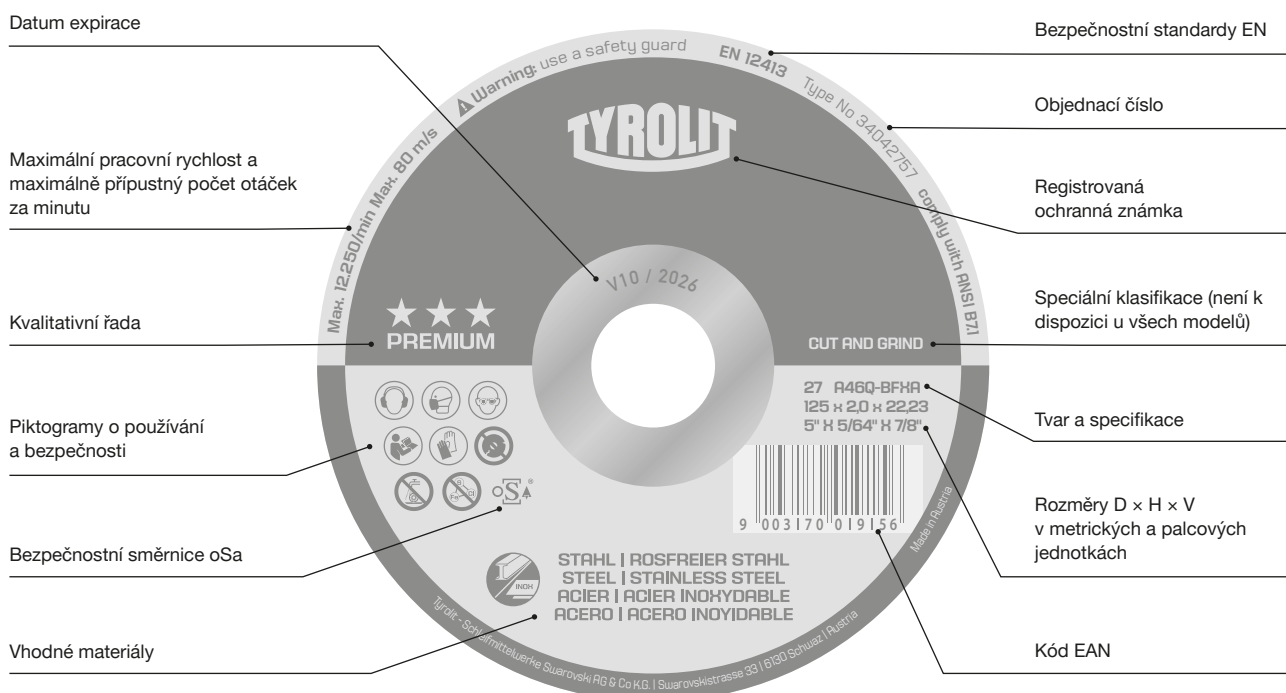 Datum expirace
Maximální pracovní rychlost a
maximálně přípustný počet otáček
za minutu
Kvalitativní řada
Piktogramy o používání
a bezpečnosti
Bezpečnostní směrnice oSa
Vhodné materiály
Max. 12.250/min Max. 80 m/s
Warning: use a safety guard
EN 12413
Type No 34042757
comply with ANSI B7.1
TYROLIT
V10 / 2026
PREMIUM
CUT AND GRIND
27 A46Q-BFXA
125 x 2,0 x 22,23
5" X 5/64" X 7/8"
9 003170 019156
oSa®
INOX
STAHL | ROSFREIER STAHL
STEEL | STAINLESS STEEL
ACIER | ACIER INOXYDABLE
ACERO | ACERO INOYIDABLE
Tyrolit - Schleifmittelwerke Swarovski AG & Co K.G. | Swarovskistrasse 33 | 6130 Schwaz | Austria
Made in Austria
Bezpečnostní standardy EN
Objednací číslo
Registrovaná
ochranná známka
Speciální klasifikace (není k
dispozici u všech modelů)
Tvar a specifikace
Rozměry D × H × V
v metrických a palcových
jednotkách
Kód EAN